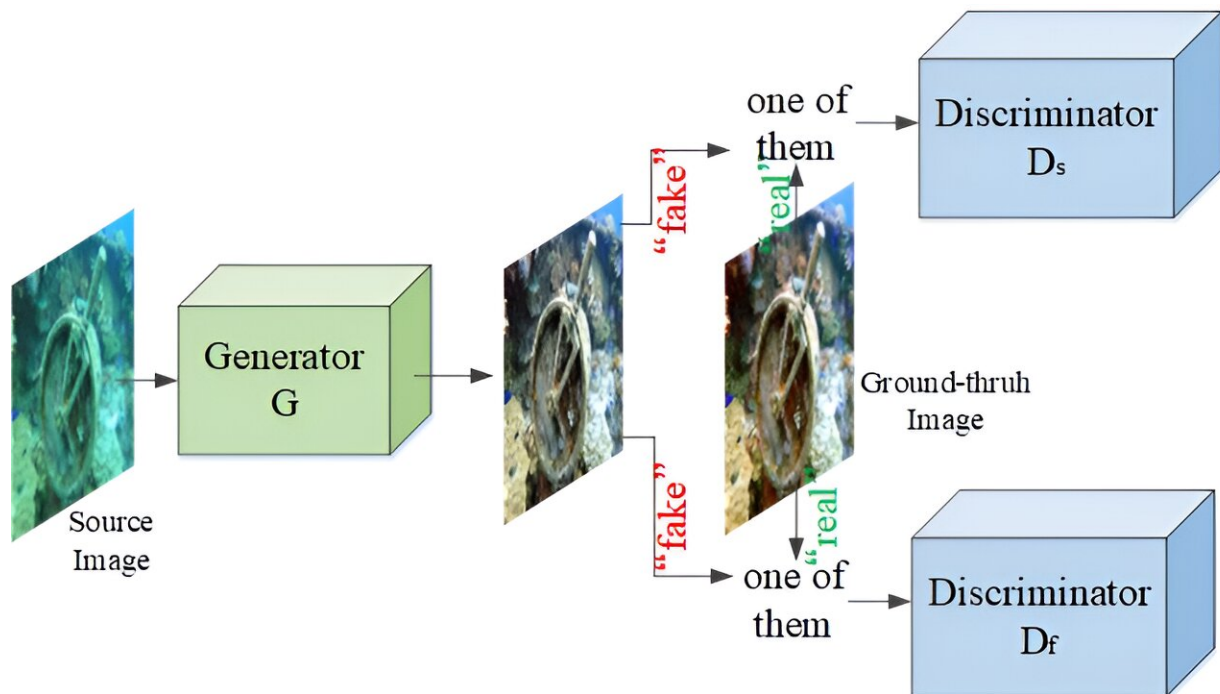 one of
them
Discriminator
Ds
“fake”
“real”
Generator
G
Ground-thruh
Image
Source
Image
“fake”
“real”
one of
them
Discriminator
Df